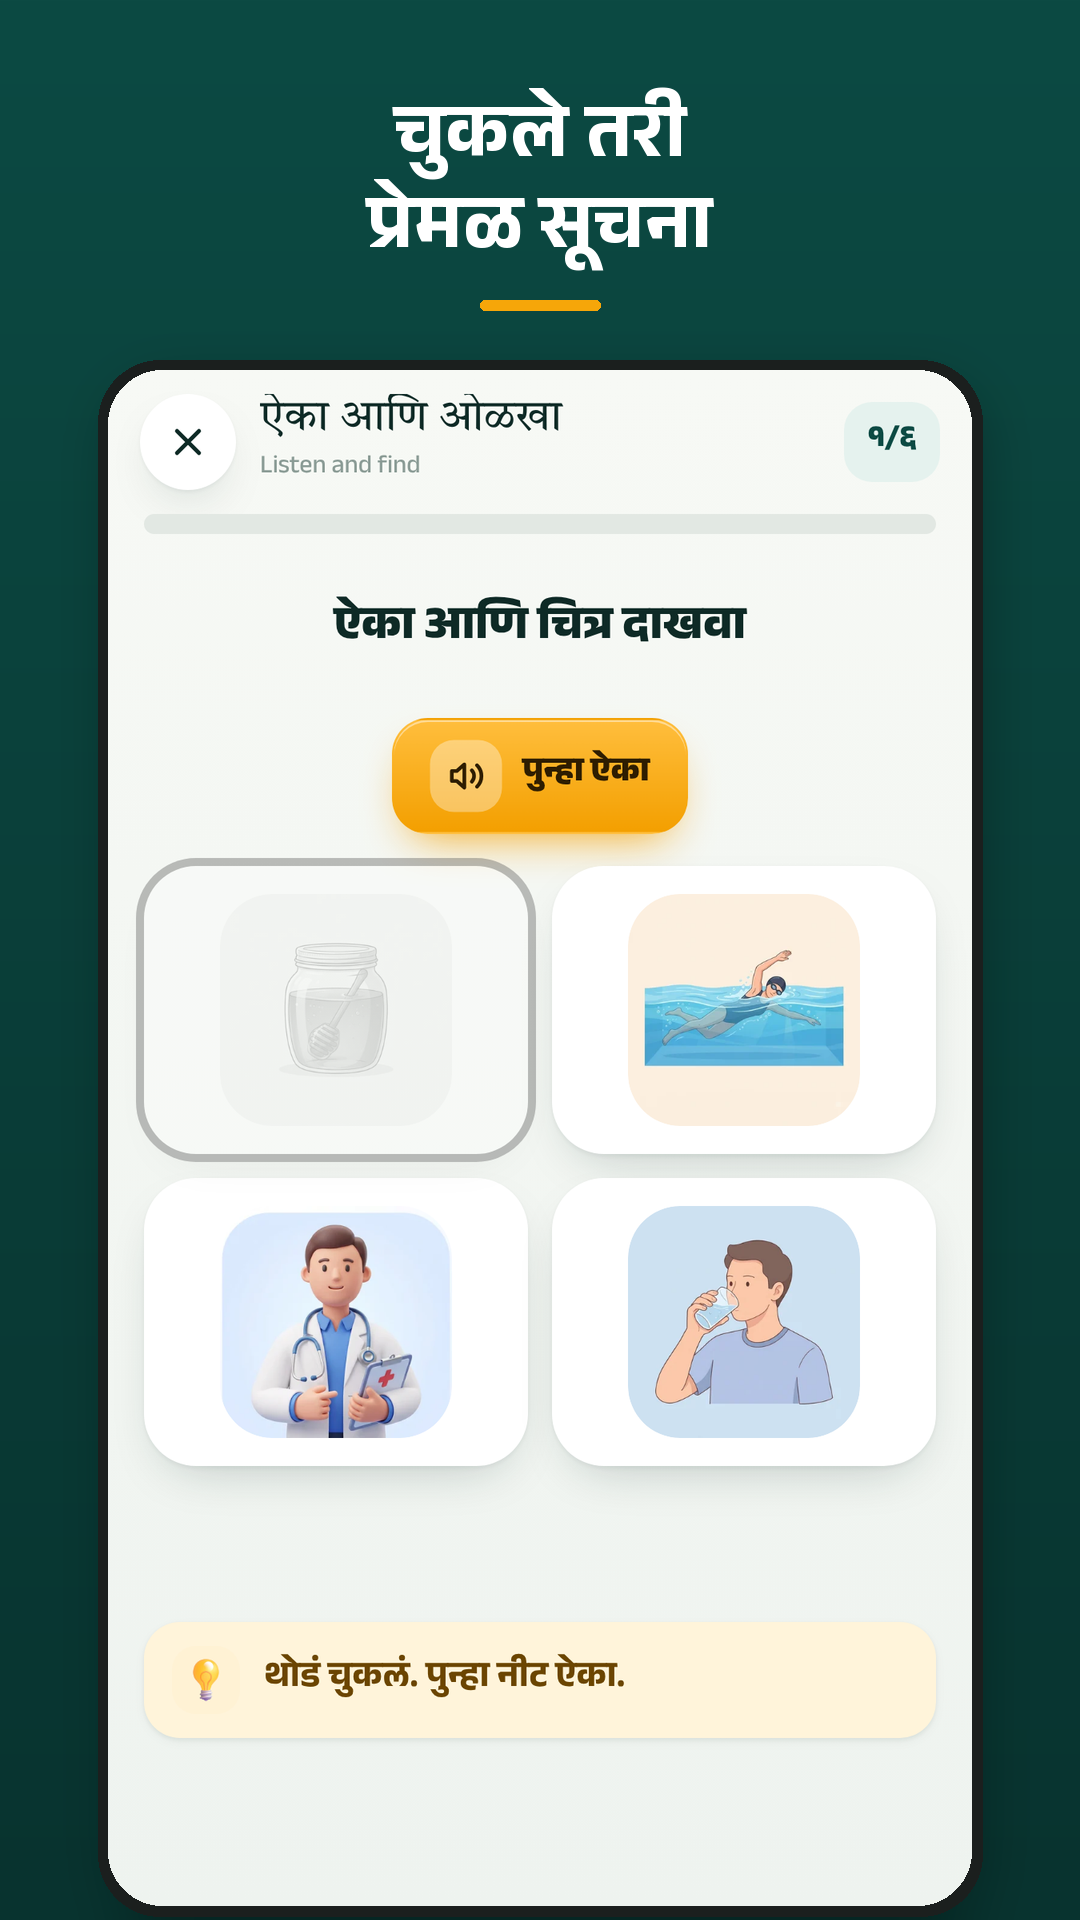 चुकले तरी
प्रेमळ सूचना
ऐका आणि ओळखा
Listen and find
१/६
ऐका आणि चित्र दाखवा
पुन्हा ऐका
थोडं चुकलं. पुन्हा नीट ऐका.